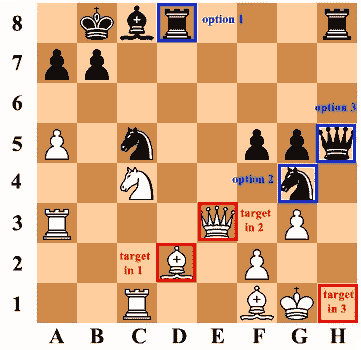 8
option 1
7
6
option 3
5
4
option 2
3
target
in 2
target
in 1
2
1
target
in 3
A B C D E F G H